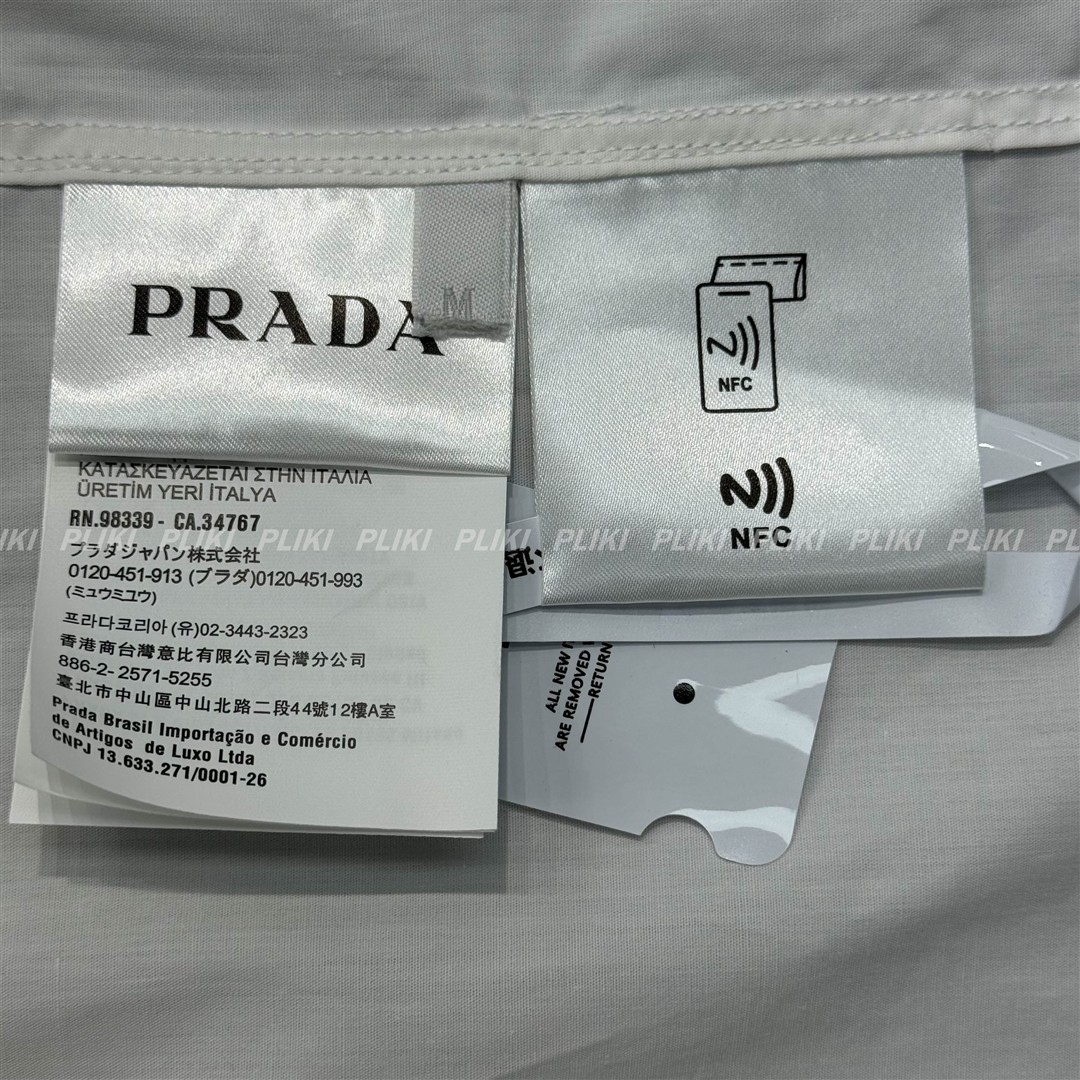 PRADA
M
ΚΑΤΑΣΚΕΥΑΖΕΤΑΙ ΣΤΗΝ ΙΤΑΛΙΑ
ÜRETİM YERİ İTALYA
RN.98339 - CA.34767
プラダジャパン株式会社
0120-451-913 (プラダ)0120-451-993
(ミュウミュウ)
프라다코리아 (유)02-3443-2323
香港商台灣意比有限公司台灣分公司
886-2- 2571-5255
臺北市中山區中山北路二段44號12樓A室
Prada Brasil Importação e Comércio
de Artigos de Luxo Ltda
CNPJ 13.633.271/0001-26
NFC
NFC
ALL NEW
ARE REMOVED
RETURN
PLIKI PLIKI PLIKI PLIKI PLIKI PLIKI PLIKI PLIKI PLIKI PLIKI